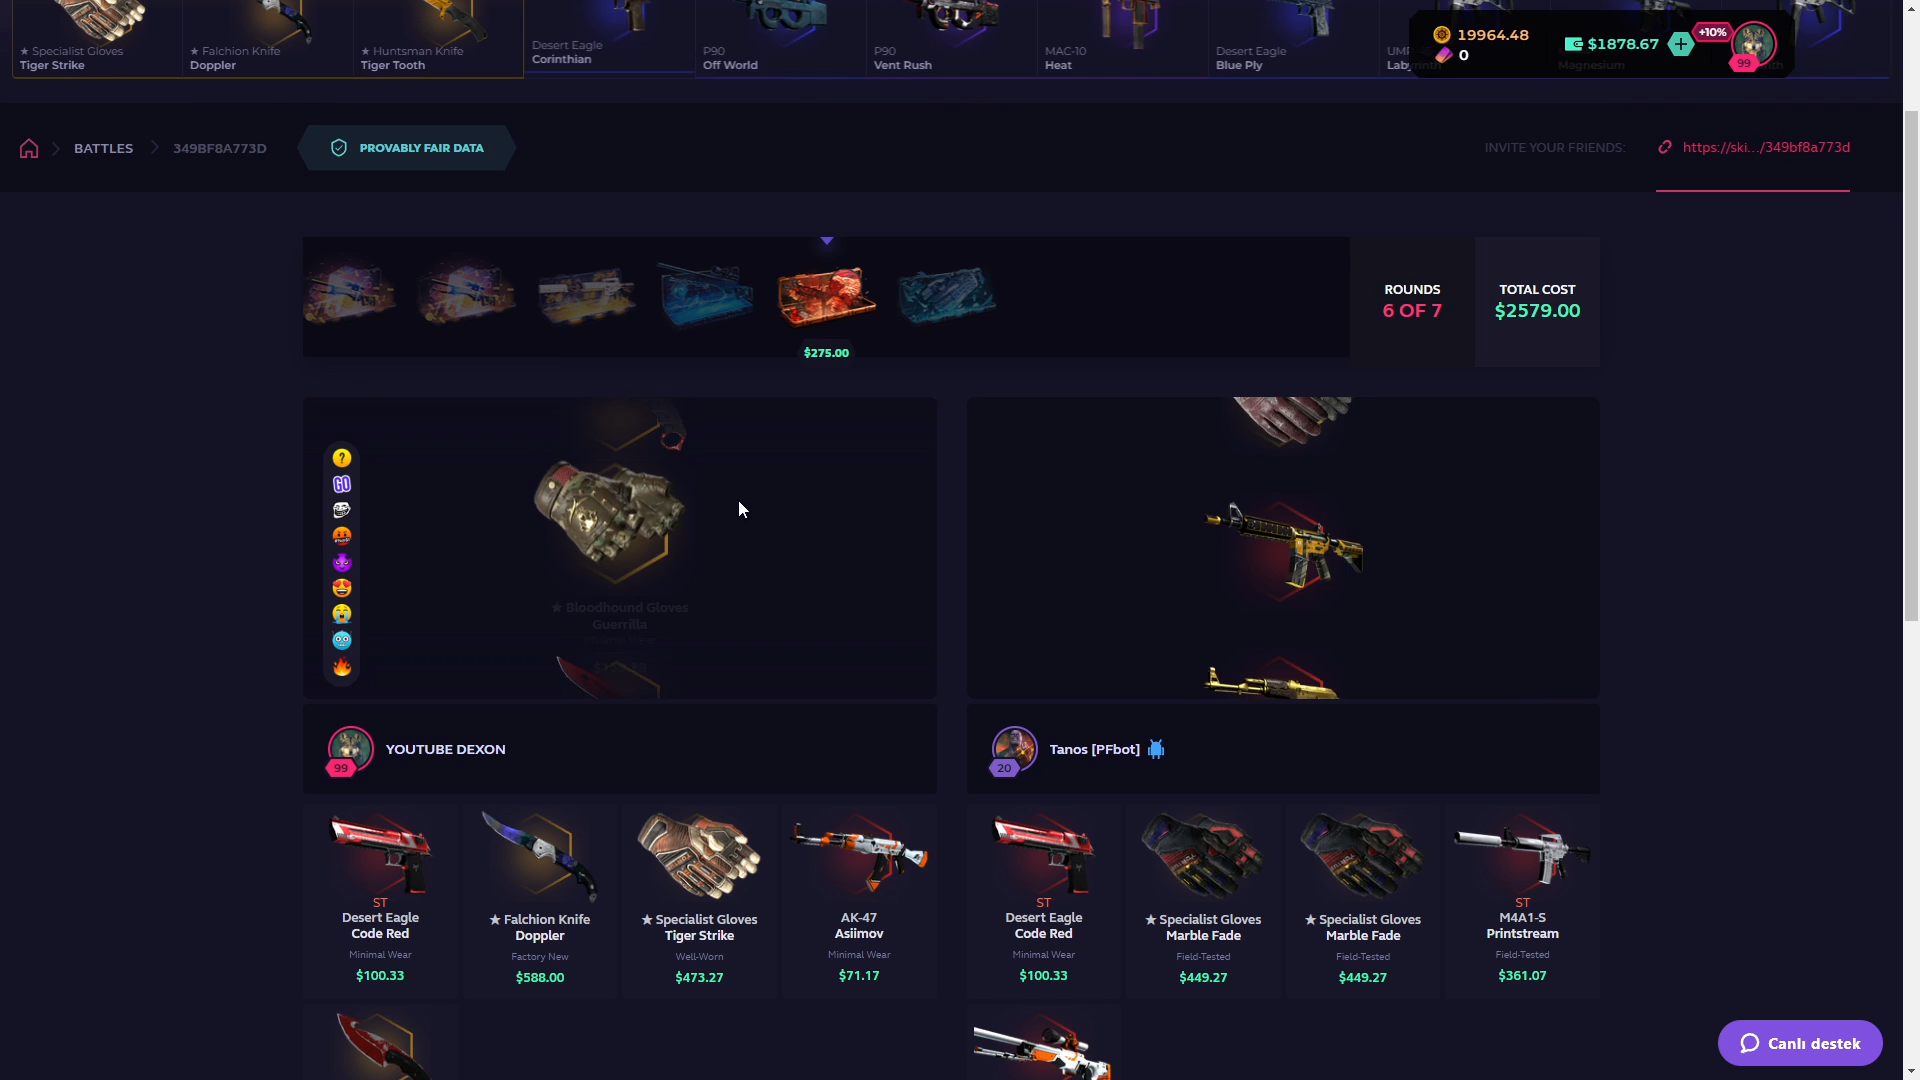 ★ Specialist Gloves
Tiger Strike
★ Falchion Knife
Doppler
★ Huntsman Knife
Tiger Tooth
Desert Eagle
Corinthian
P90
Off World
P90
Vent Rush
MAC-10
Heat
Desert Eagle
Blue Ply
19964.48
0
$1878.67
+
+10%
99
BATTLES
349BF8A773D
PROVABLY FAIR DATA
INVITE YOUR FRIENDS:
https://ski.../349bf8a773d
$275.00
ROUNDS
6 OF 7
TOTAL COST
$2579.00
?
GO
★ Bloodhound Gloves
Guerrilla
99
YOUTUBE DEXON
20
Tanos [PFbot]
ST
Desert Eagle
Code Red
Minimal Wear
$100.33
★ Falchion Knife
Doppler
Factory New
$588.00
★ Specialist Gloves
Tiger Strike
Well-Worn
$473.27
AK-47
Asiimov
Minimal Wear
$71.17
ST
Desert Eagle
Code Red
Minimal Wear
$100.33
★ Specialist Gloves
Marble Fade
Field-Tested
$449.27
★ Specialist Gloves
Marble Fade
Field-Tested
$449.27
ST
M4A1-S
Printstream
Field-Tested
$361.07
Canlı destek